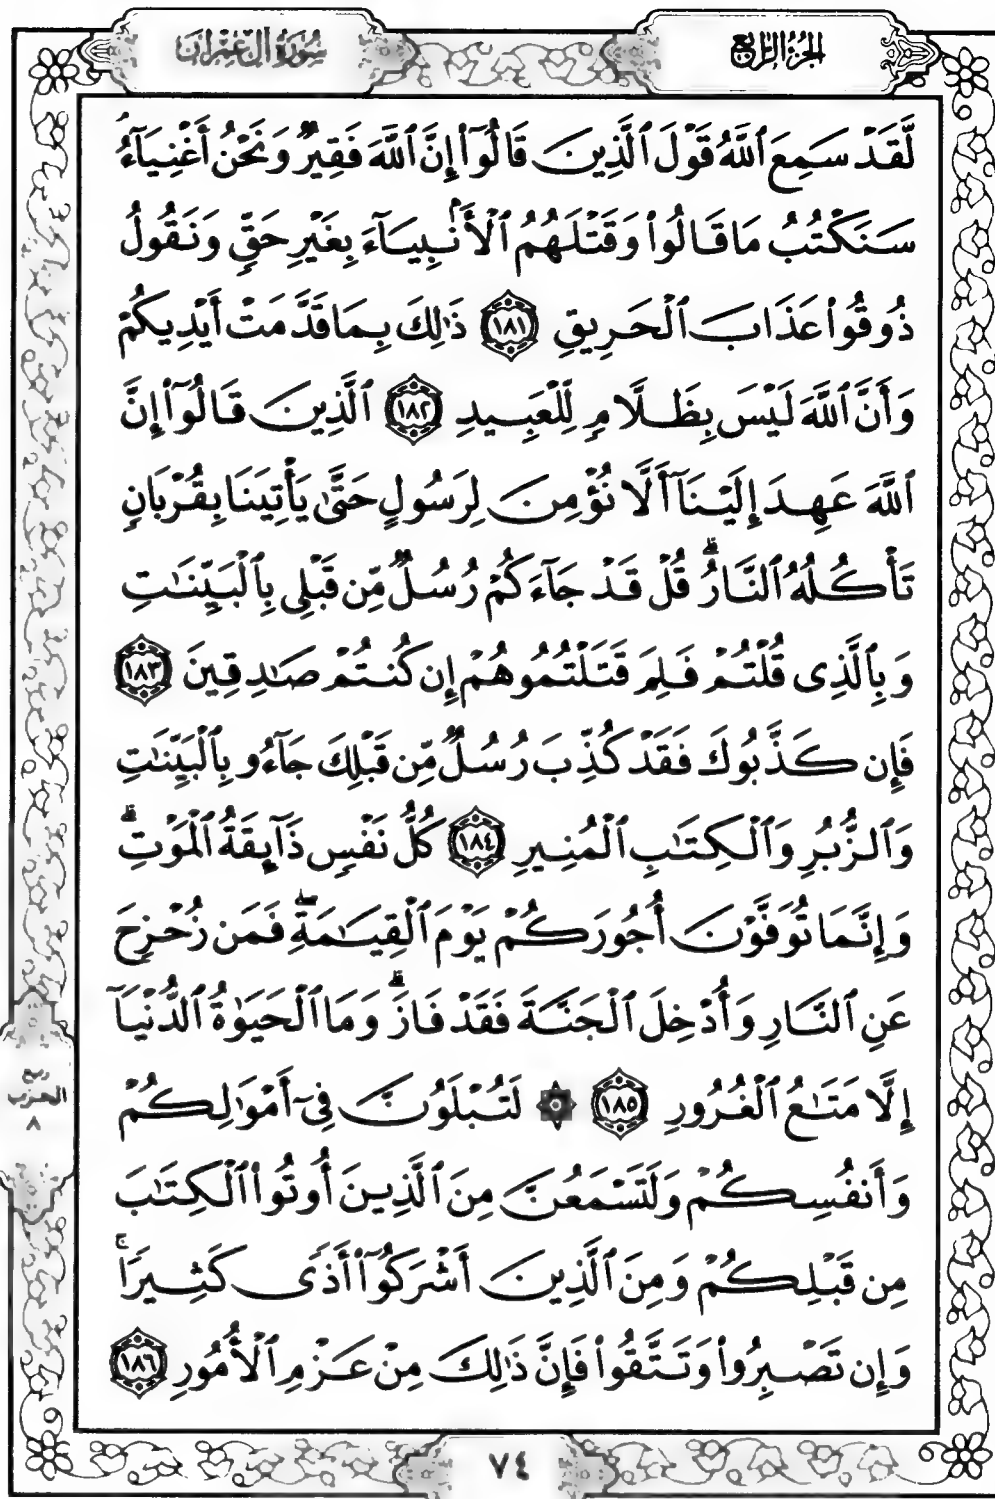 الجزء الرابع
سورة آل عمران
لَّقَدْ سَمِعَ ٱللَّهُ قَوْلَ ٱلَّذِينَ قَالُوٓا۟ إِنَّ ٱللَّهَ فَقِيرٌ وَنَحْنُ أَغْنِيَآءُ ۘ
سَنَكْتُبُ مَا قَالُوا۟ وَقَتْلَهُمُ ٱلْأَنۢبِيَآءَ بِغَيْرِ حَقٍّ وَنَقُولُ
ذُوقُوا۟ عَذَابَ ٱلْحَرِيقِ ١٨١ ذَٰلِكَ بِمَا قَدَّمَتْ أَيْدِيكُمْ
وَأَنَّ ٱللَّهَ لَيْسَ بِظَلَّامٍ لِّلْعَبِيدِ ١٨٢ ٱلَّذِينَ قَالُوٓا۟ إِنَّ
ٱللَّهَ عَهِدَ إِلَيْنَآ أَلَّا نُؤْمِنَ لِرَسُولٍ حَتَّىٰ يَأْتِيَنَا بِقُرْبَانٍ
تَأْكُلُهُ ٱلنَّارُ ۗ قُلْ قَدْ جَآءَكُمْ رُسُلٌ مِّن قَبْلِى بِٱلْبَيِّنَٰتِ
وَبِٱلَّذِى قُلْتُمْ فَلِمَ قَتَلْتُمُوهُمْ إِن كُنتُمْ صَٰدِقِينَ ١٨٣
فَإِن كَذَّبُوكَ فَقَدْ كُذِّبَ رُسُلٌ مِّن قَبْلِكَ جَآءُو بِٱلْبَيِّنَٰتِ
وَٱلزُّبُرِ وَٱلْكِتَٰبِ ٱلْمُنِيرِ ١٨٤ كُلُّ نَفْسٍ ذَآئِقَةُ ٱلْمَوْتِ ۗ
وَإِنَّمَا تُوَفَّوْنَ أُجُورَكُمْ يَوْمَ ٱلْقِيَٰمَةِ ۖ فَمَن زُحْزِحَ
عَنِ ٱلنَّارِ وَأُدْخِلَ ٱلْجَنَّةَ فَقَدْ فَازَ ۗ وَمَا ٱلْحَيَوٰةُ ٱلدُّنْيَآ
إِلَّا مَتَٰعُ ٱلْغُرُورِ ١٨٥ ۞ لَتُبْلَوُنَّ فِىٓ أَمْوَٰلِكُمْ
وَأَنفُسِكُمْ وَلَتَسْمَعُنَّ مِنَ ٱلَّذِينَ أُوتُوا۟ ٱلْكِتَٰبَ
مِن قَبْلِكُمْ وَمِنَ ٱلَّذِينَ أَشْرَكُوٓا۟ أَذًى كَثِيرًا ۚ
وَإِن تَصْبِرُوا۟ وَتَتَّقُوا۟ فَإِنَّ ذَٰلِكَ مِنْ عَزْمِ ٱلْأُمُورِ ١٨٦
ربع
الحزب
٨
٧٤